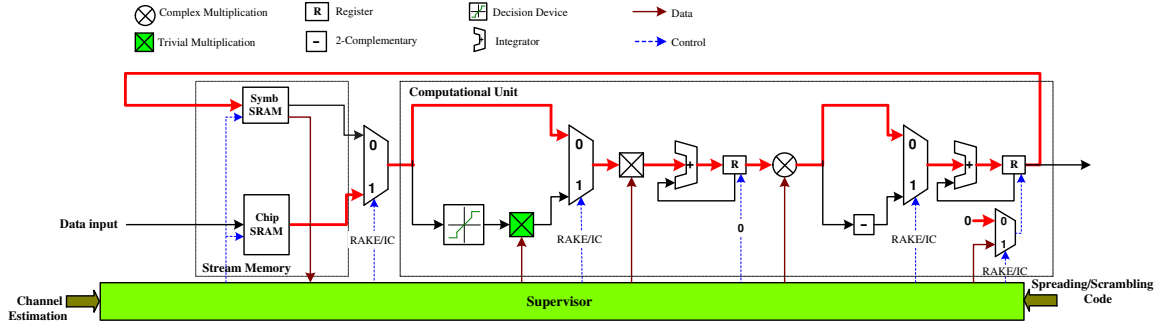 Complex Multiplication
R Register
Decision Device
Data
Trivial Multiplication
- 2-Complementary
+ Integrator
Control
Symb
SRAM
Computational Unit
0
1
0
1
+
R
0
1
+
R
Chip
SRAM
Data input
RAKE/IC
RAKE/IC
0
-
RAKE/IC
0
0
1
RAKE/IC
Stream Memory
Channel
Estimation
Supervisor
Spreading/Scrambling
Code